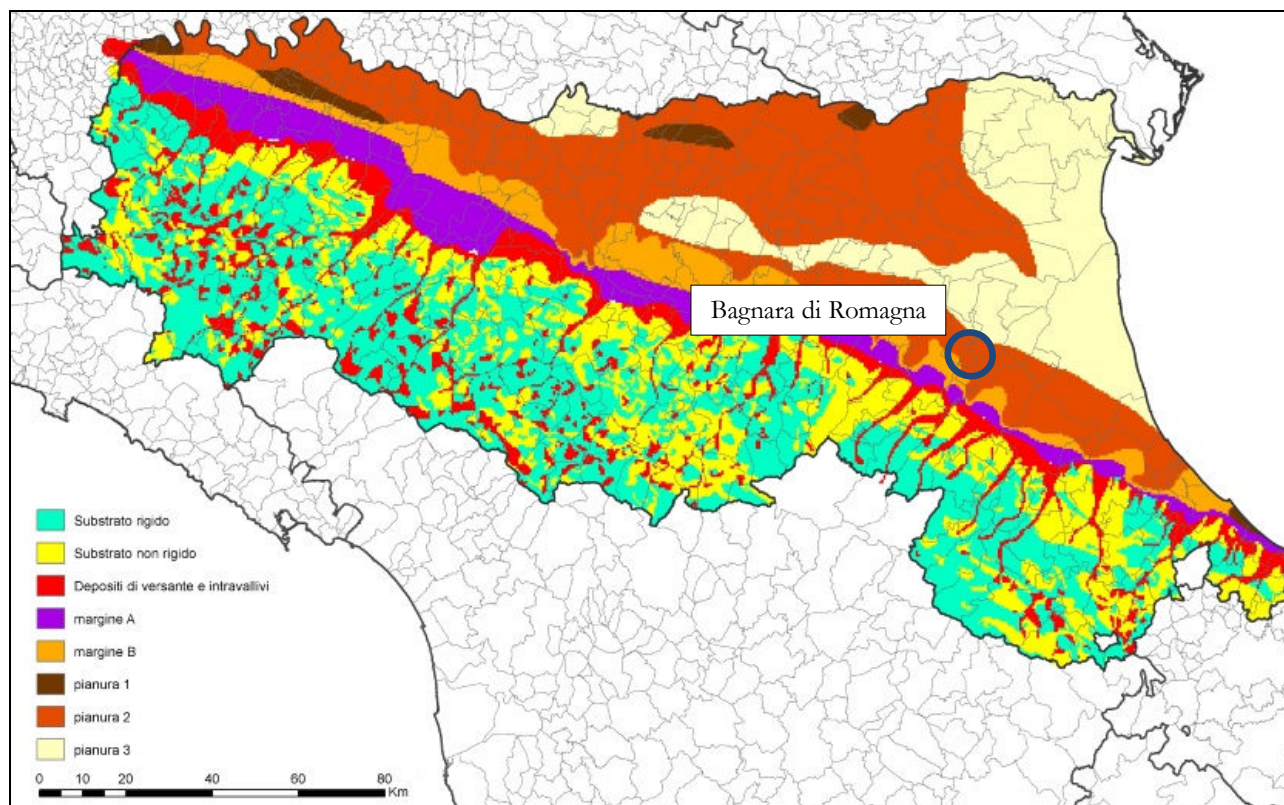 Bagnara di Romagna
Substrato rigido
Substrato non rigido
Depositi di versante e intravallivi
margine A
margine B
pianura 1
pianura 2
pianura 3
0 10 20 40 60 80
Km